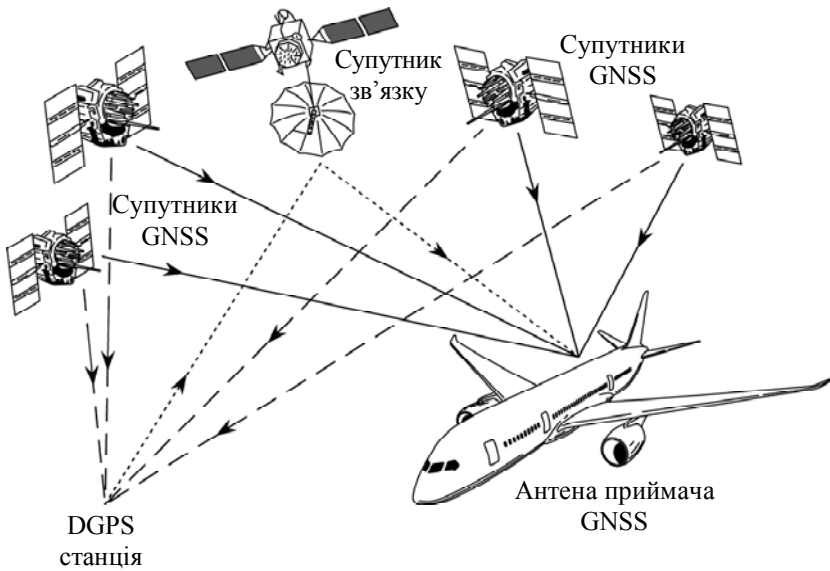 Супутник
зв’язку
Супутники
GNSS
Супутники
GNSS
Антена приймача
GNSS
DGPS
станція